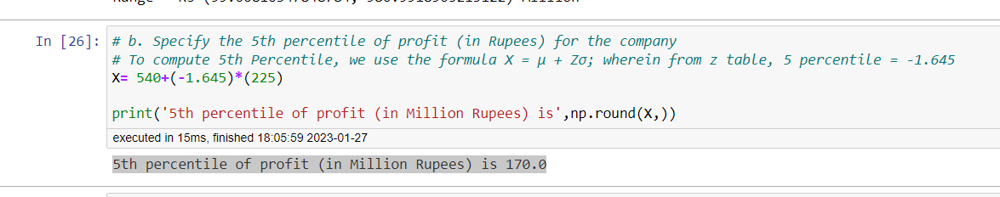 In [26]: # b. Specify the 5th percentile of profit (in Rupees) for the company
# To compute 5th Percentile, we use the formula X = μ + Zσ; wherein from z table, 5 percentile = -1.645
X= 540+(-1.645)*(225)
print('5th percentile of profit (in Million Rupees) is',np.round(X,))
executed in 15ms, finished 18:05:59 2023-01-27
5th percentile of profit (in Million Rupees) is 170.0